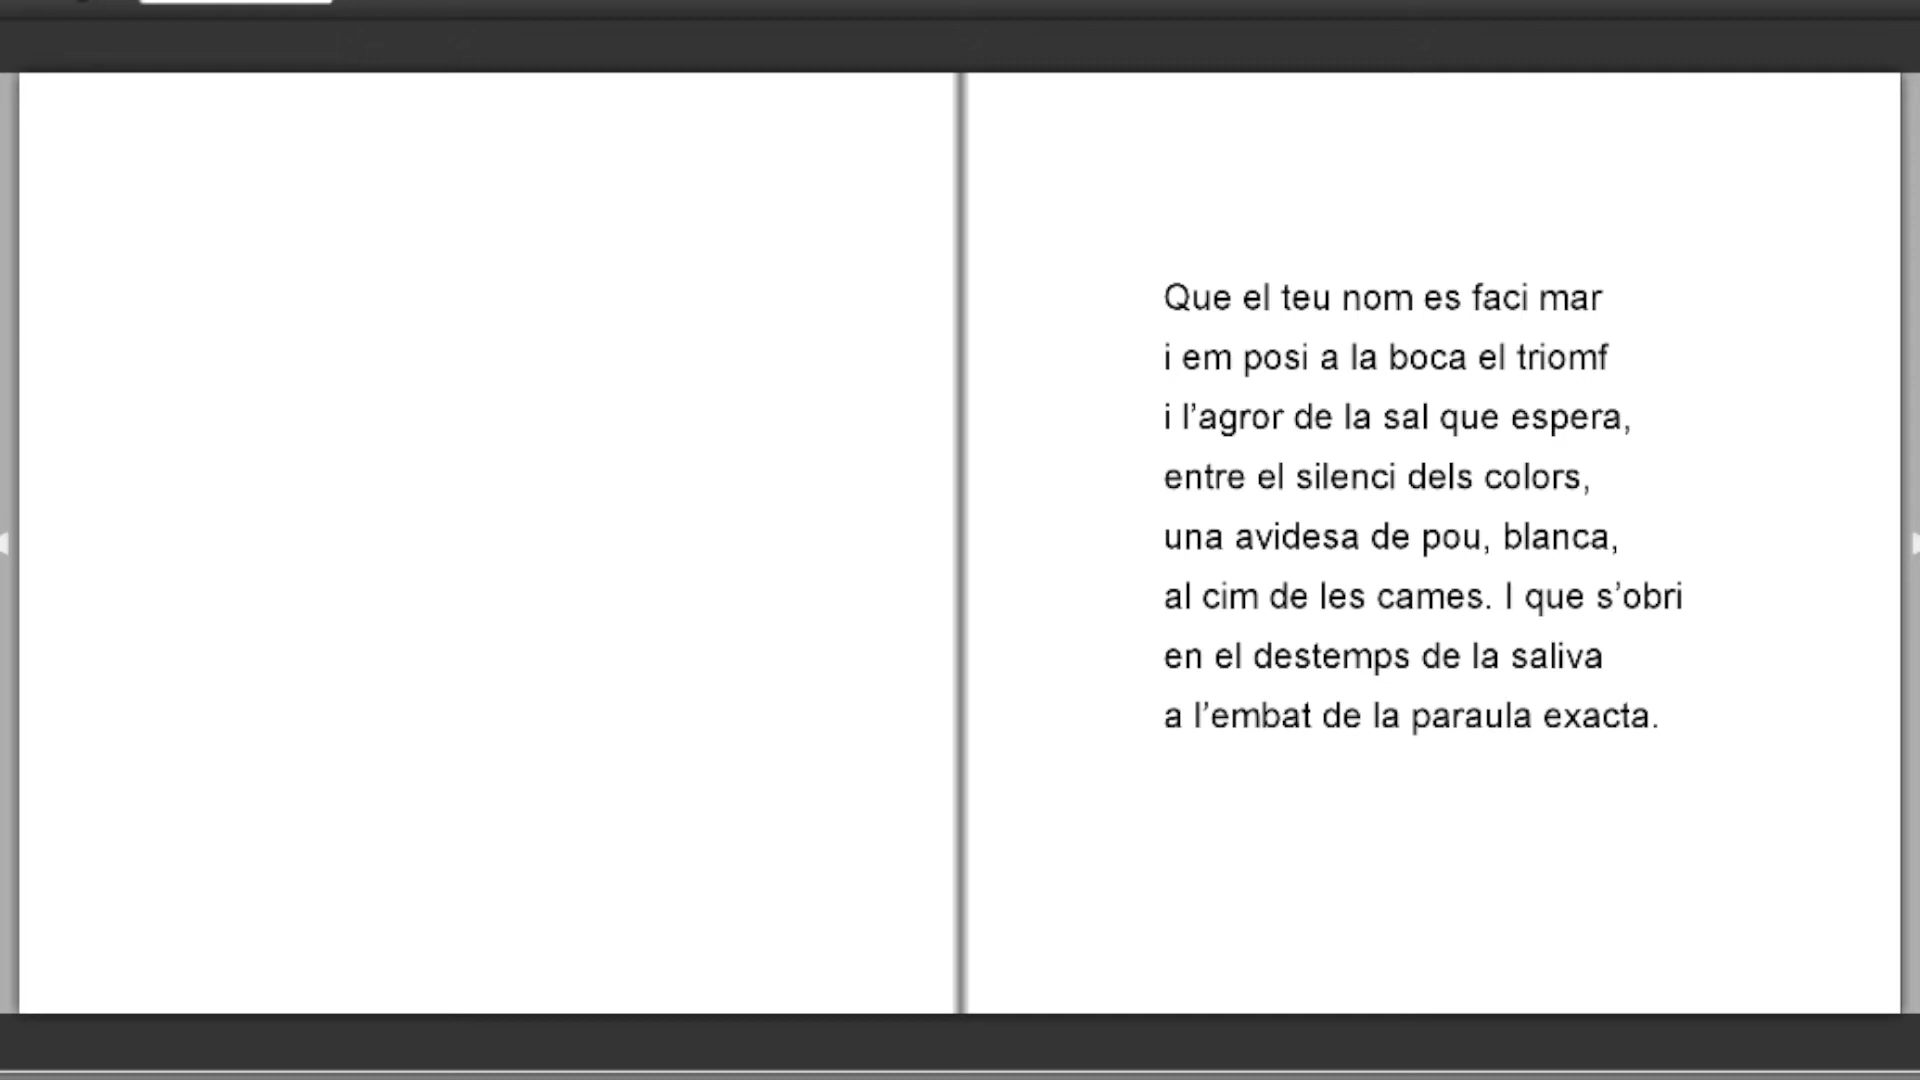 Que el teu nom es faci mar
i em posi a la boca el triomf
i l’agror de la sal que espera,
entre el silenci dels colors,
una avidesa de pou, blanca,
al cim de les cames. I que s’obri
en el destemps de la saliva
a l’embat de la paraula exacta.